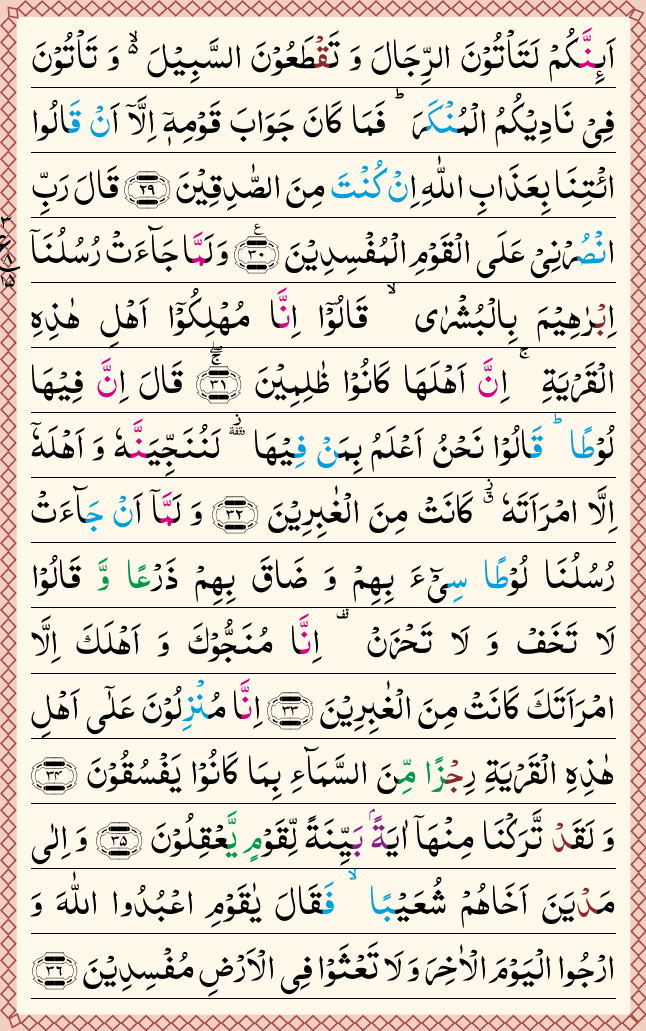 اَئِنَّكُمْ لَتَاْتُوْنَ الرِّجَالَ وَ تَقْطَعُوْنَ السَّبِیْلَ ۙ۬ وَ تَاْتُوْنَ
فِیْ نَادِیْكُمُ الْمُنْكَرَ ؕ فَمَا كَانَ جَوَابَ قَوْمِهٖۤ اِلَّاۤ اَنْ قَالُوا
ائْتِنَا بِعَذَابِ اللّٰهِ اِنْ كُنْتَ مِنَ الصّٰدِقِیْنَ ﴿۲۹﴾ قَالَ رَبِّ
انْصُرْنِیْ عَلَی الْقَوْمِ الْمُفْسِدِیْنَ ﴿۳۰﴾ؑ وَ لَمَّا جَآءَتْ رُسُلُنَاۤ
اِبْرٰهِیْمَ بِالْبُشْرٰی ۙ قَالُوْۤا اِنَّا مُهْلِكُوْۤا اَهْلِ هٰذِهِ
الْقَرْیَةِ ۚ اِنَّ اَهْلَهَا كَانُوْا ظٰلِمِیْنَ ﴿۳۱﴾ۚۖ قَالَ اِنَّ فِیْهَا
لُوْطًا ؕ قَالُوْا نَحْنُ اَعْلَمُ بِمَنْ فِیْهَا ۥ۫ لَنُنَجِّیَنَّهٗ وَ اَهْلَهٗۤ
اِلَّا امْرَاَتَهٗ ۗ۫ كَانَتْ مِنَ الْغٰبِرِیْنَ ﴿۳۲﴾ وَ لَمَّاۤ اَنْ جَآءَتْ
رُسُلُنَا لُوْطًا سِیْٓءَ بِهِمْ وَ ضَاقَ بِهِمْ ذَرْعًا وَّ قَالُوْا
لَا تَخَفْ وَ لَا تَحْزَنْ ۫ اِنَّا مُنَجُّوْكَ وَ اَهْلَكَ اِلَّا
امْرَاَتَكَ كَانَتْ مِنَ الْغٰبِرِیْنَ ﴿۳۳﴾ اِنَّا مُنْزِلُوْنَ عَلٰۤی اَهْلِ
هٰذِهِ الْقَرْیَةِ رِجْزًا مِّنَ السَّمَآءِ بِمَا كَانُوْا یَفْسُقُوْنَ ﴿۳۴﴾
وَ لَقَدْ تَّرَكْنَا مِنْهَاۤ اٰیَةًۢ بَیِّنَةً لِّقَوْمٍ یَّعْقِلُوْنَ ﴿۳۵﴾ وَ اِلٰی
مَدْیَنَ اَخَاهُمْ شُعَیْبًا ۙ فَقَالَ یٰقَوْمِ اعْبُدُوا اللّٰهَ وَ
ارْجُوا الْیَوْمَ الْاٰخِرَ وَ لَا تَعْثَوْا فِی الْاَرْضِ مُفْسِدِیْنَ ﴿۳۶﴾